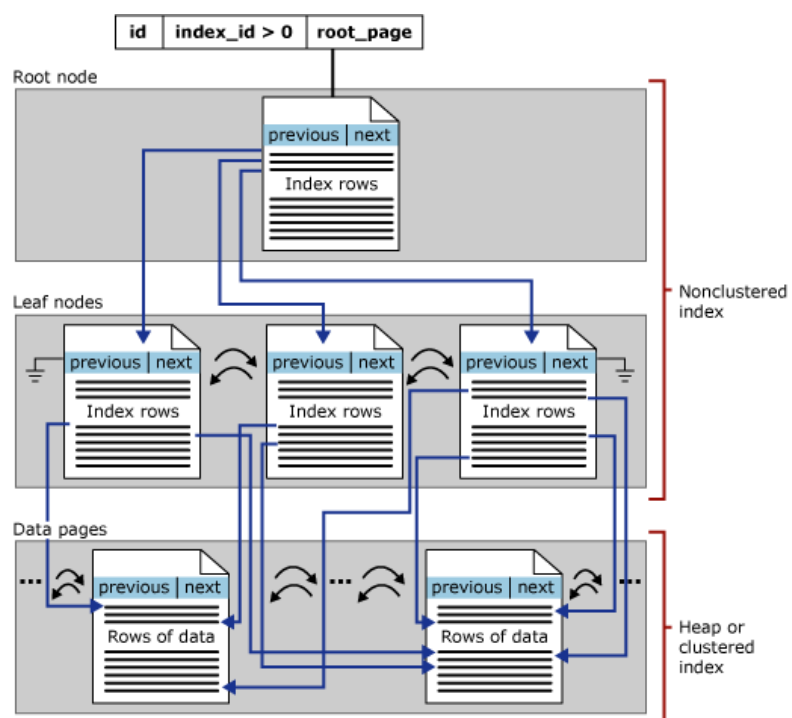 id index_id > 0 root_page
Root node
previous next
Index rows
Nonclustered
index
Leaf nodes
previous next previous next previous next
Index rows Index rows Index rows
Data pages
... ... ...
previous next previous next
Rows of data Rows of data
Heap or
clustered
index